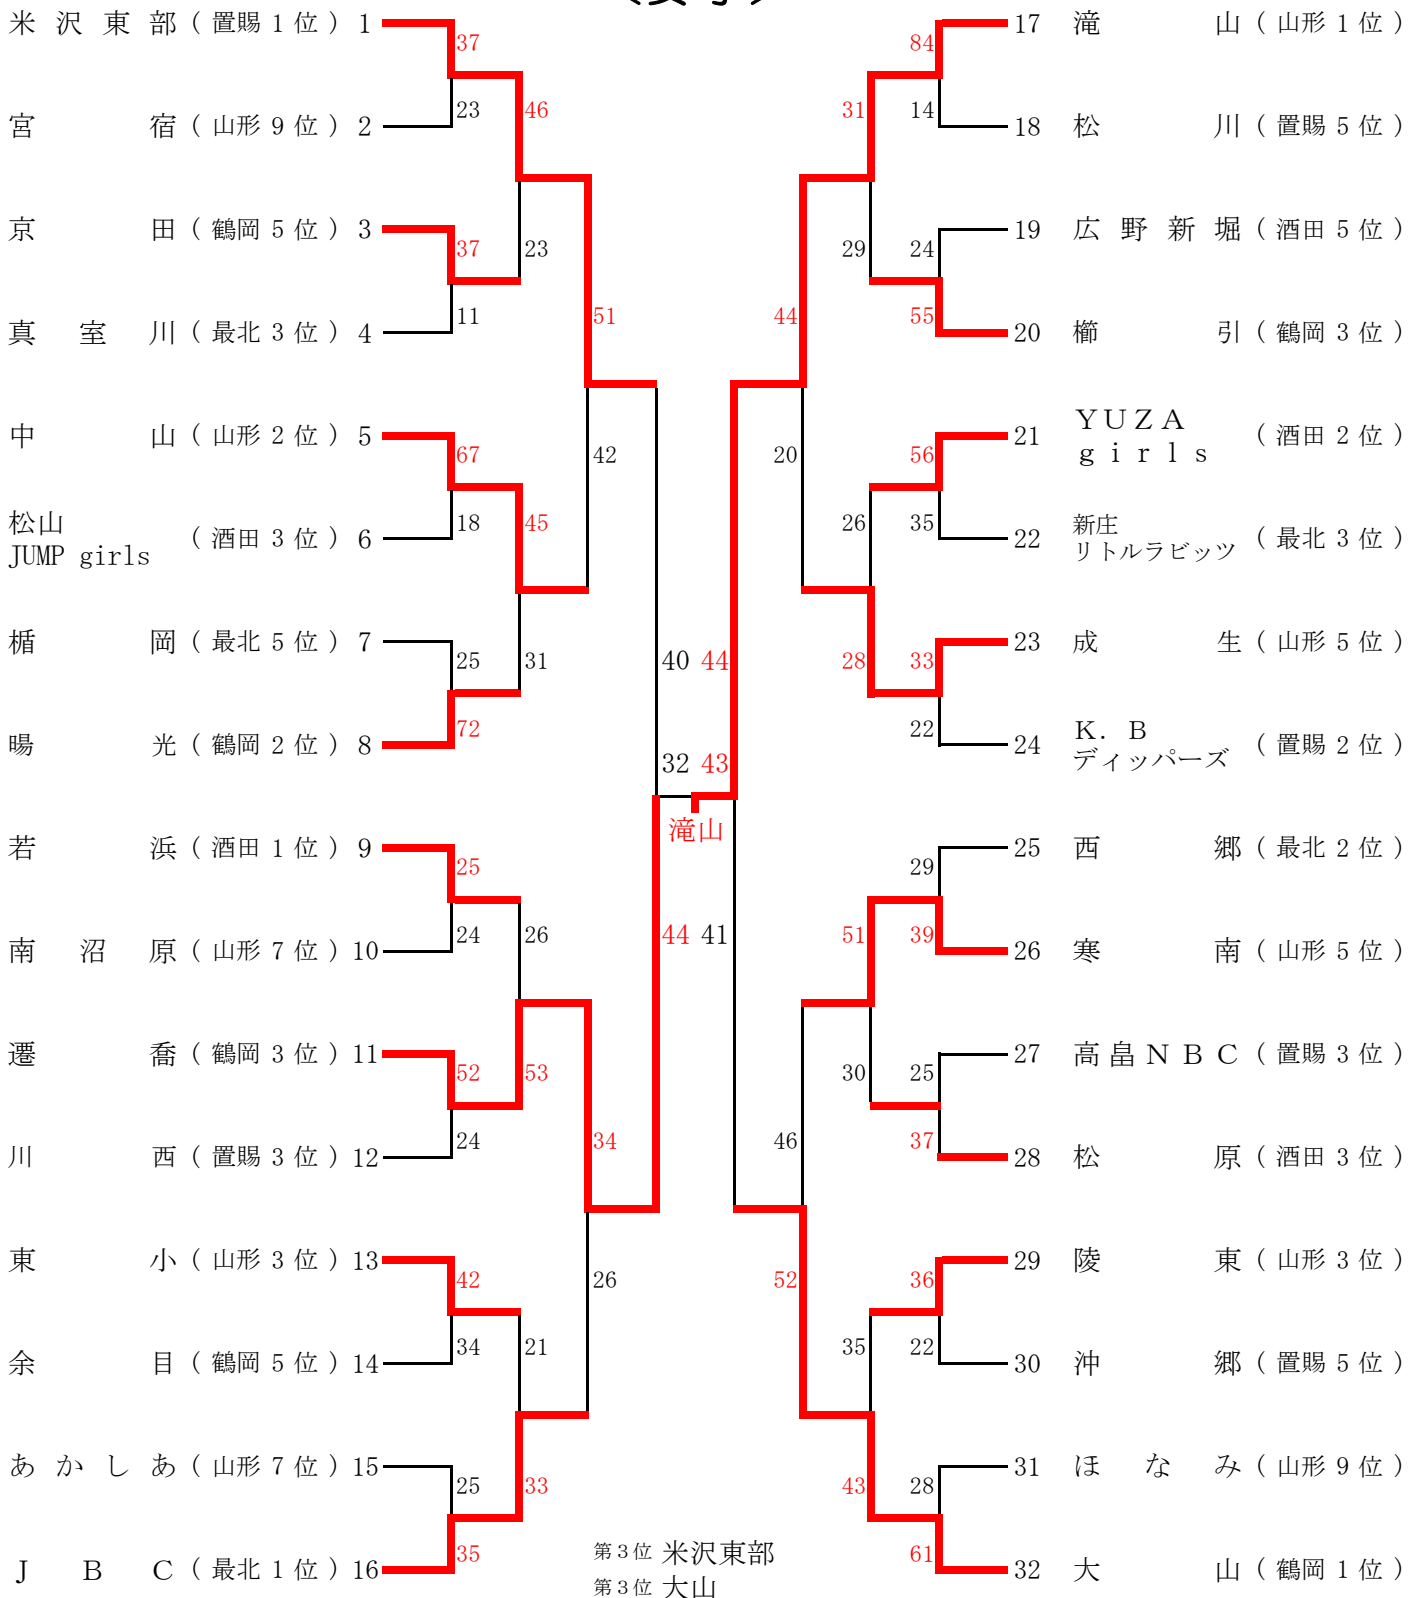 米沢東部 ( 置賜 1 位 ) 1
37
23
宮宿 ( 山形 9 位 ) 2
46
京田 ( 鶴岡 5 位 ) 3
37
23
11
真室川 ( 最北 3 位 ) 4
51
中山 ( 山形 2 位 ) 5
67
42
18
45
松山
JUMP girls ( 酒田 3 位 ) 6
楯岡 ( 最北 5 位 ) 7
25
31
72
暘光 ( 鶴岡 2 位 ) 8
40 44
32 43
滝山
若浜 ( 酒田 1 位 ) 9
25
24
26
南沼原 ( 山形 7 位 ) 10
44 41
遷喬 ( 鶴岡 3 位 ) 11
52
53
24
34
川西 ( 置賜 3 位 ) 12
東小 ( 山形 3 位 ) 13
42
26
34
21
余目 ( 鶴岡 5 位 ) 14
あかしあ ( 山形 7 位 ) 15
25
33
35
JBC ( 最北 1 位 ) 16
17 滝山 ( 山形 1 位 )
84
31
14
18 松川 ( 置賜 5 位 )
19 広野新堀 ( 酒田 5 位 )
29
24
44
55
20 櫛引 ( 鶴岡 3 位 )
21 YUZA
girls ( 酒田 2 位 )
20
56
26
35
22 新庄
リトルラビッツ ( 最北 3 位 )
23 成生 ( 山形 5 位 )
28
33
22
24 K．B
ディッパーズ ( 置賜 2 位 )
25 西郷 ( 最北 2 位 )
29
51
39
26 寒南 ( 山形 5 位 )
27 高畠NBC ( 置賜 3 位 )
30
25
46
37
28 松原 ( 酒田 3 位 )
29 陵東 ( 山形 3 位 )
52
36
35
22
30 沖郷 ( 置賜 5 位 )
31 ほなみ ( 山形 9 位 )
43
28
61
32 大山 ( 鶴岡 1 位 )
第３位 米沢東部
第３位 大山